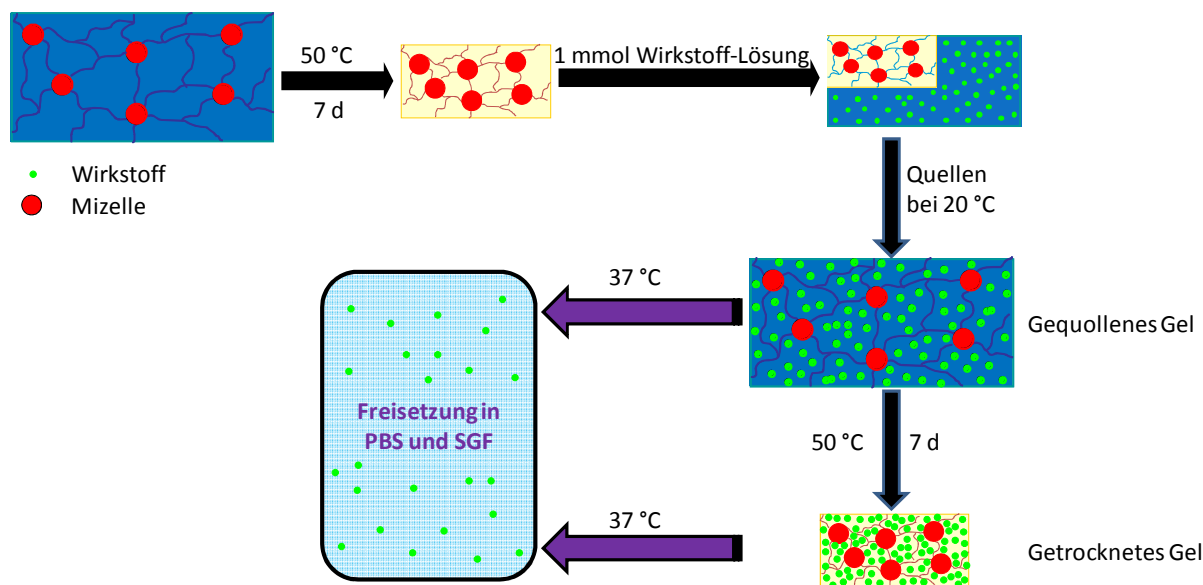 50 °C
7 d
1 mmol Wirkstoff-Lösung
Wirkstoff
Mizelle
Quellen
bei 20 °C
37 °C
Gequollenes Gel
Freisetzung in
PBS und SGF
50 °C
7 d
37 °C
Getrocknetes Gel